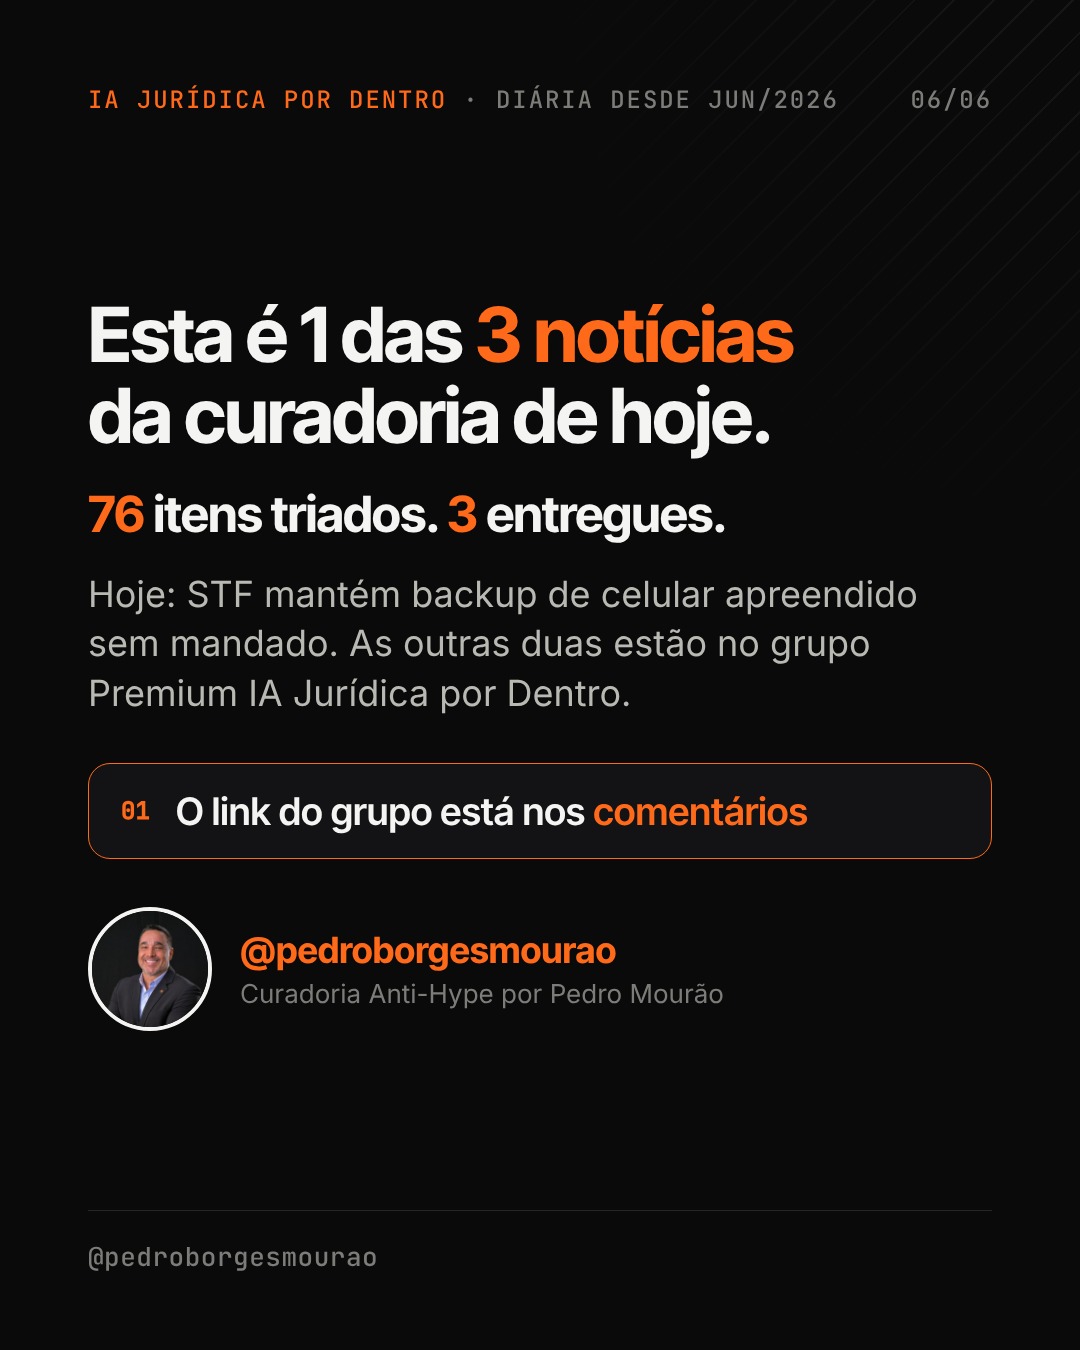 IA JURÍDICA POR DENTRO · DIÁRIA DESDE JUN/2026 06/06
Esta é 1 das 3 notícias
da curadoria de hoje.
76 itens triados. 3 entregues.
Hoje: STF mantém backup de celular apreendido
sem mandado. As outras duas estão no grupo
Premium IA Jurídica por Dentro.
01 O link do grupo está nos comentários
@pedroborgesmourao
Curadoria Anti-Hype por Pedro Mourão
@pedroborgesmourao